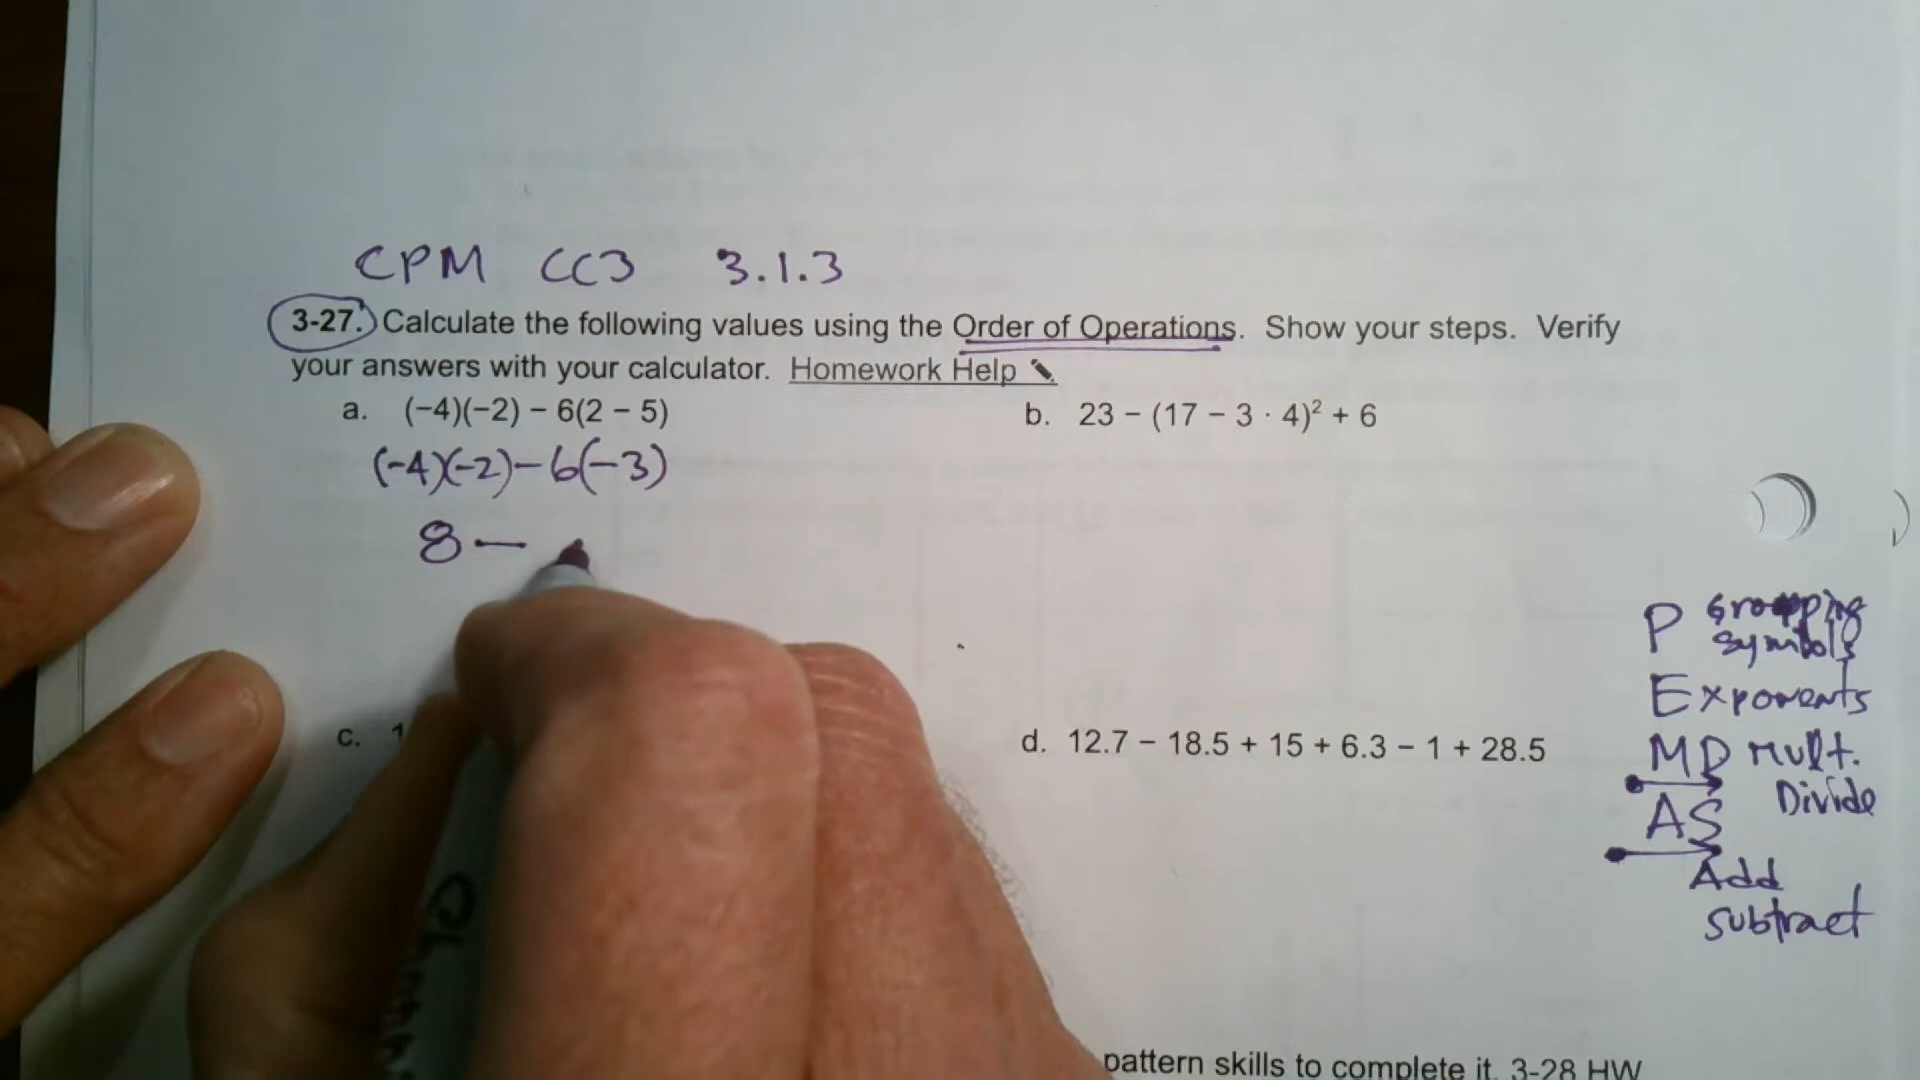 CPM CC3 3.1.3
3-27. Calculate the following values using the Order of Operations. Show your steps. Verify
your answers with your calculator. Homework Help ✎
a. (−4)(−2) − 6(2 − 5)
(-4)(-2)-6(-3)
8 -
b. 23 − (17 − 3 · 4)² + 6
c. 1
d. 12.7 − 18.5 + 15 + 6.3 − 1 + 28.5
P Grouping
symbols
Exponents
MD Mult.
Divide
AS
Add
subtract
pattern skills to complete it. 3-28 HW